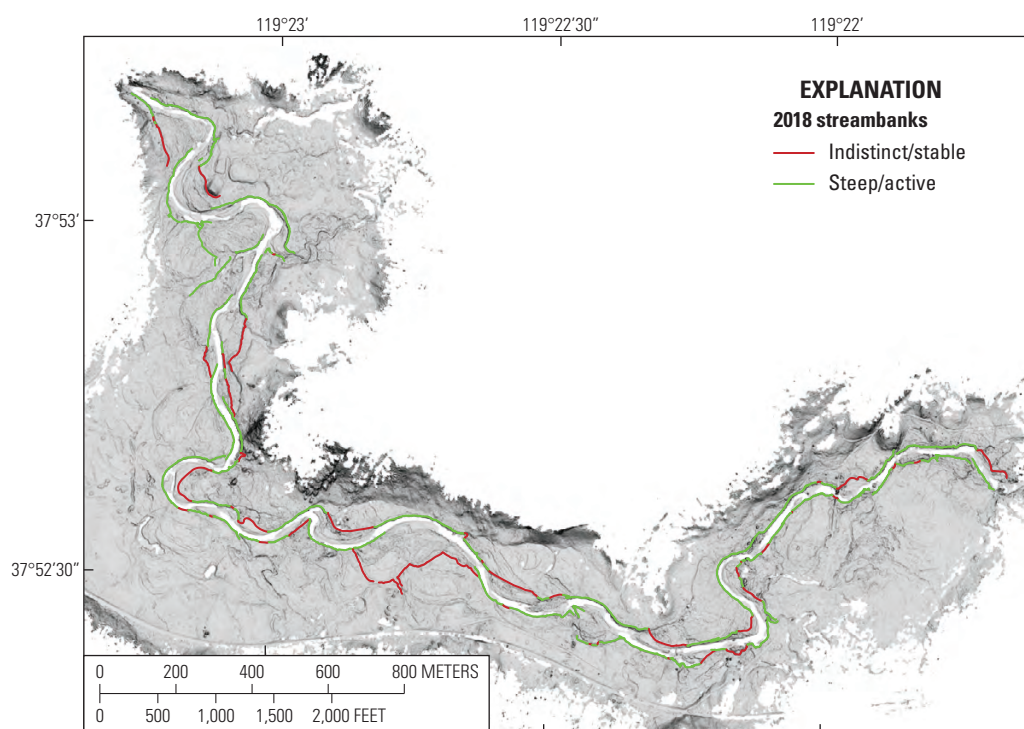 119°23’ 119°22’30” 119°22’
EXPLANATION
2018 streambanks
Indistinct/stable
Steep/active
37°53’
37°52’30”
0 200 400 600 800 METERS
0 500 1,000 1,500 2,000 FEET